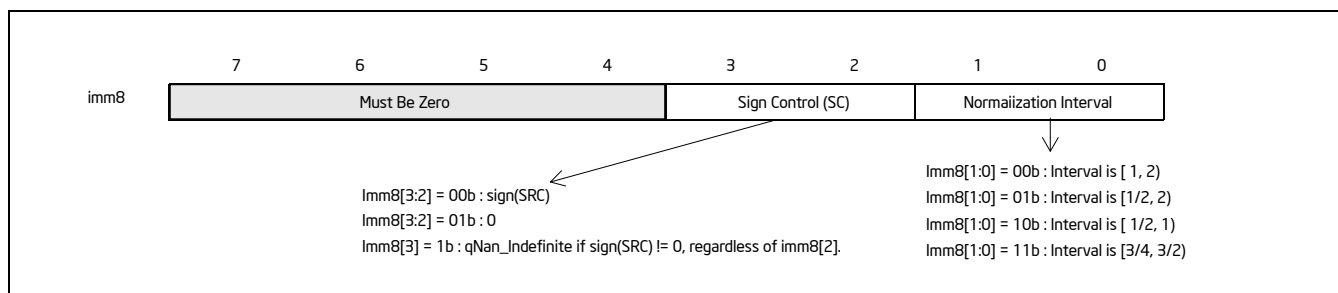 7 6 5 4 3 2 1 0
imm8 Must Be Zero Sign Control (SC) Normaiization Interval
Imm8[3:2] = 00b : sign(SRC)
Imm8[3:2] = 01b : 0
Imm8[3] = 1b : qNan_Indefinite if sign(SRC) != 0, regardless of imm8[2].
Imm8[1:0] = 00b : Interval is [ 1, 2)
Imm8[1:0] = 01b : Interval is [1/2, 2)
Imm8[1:0] = 10b : Interval is [ 1/2, 1)
Imm8[1:0] = 11b : Interval is [3/4, 3/2)